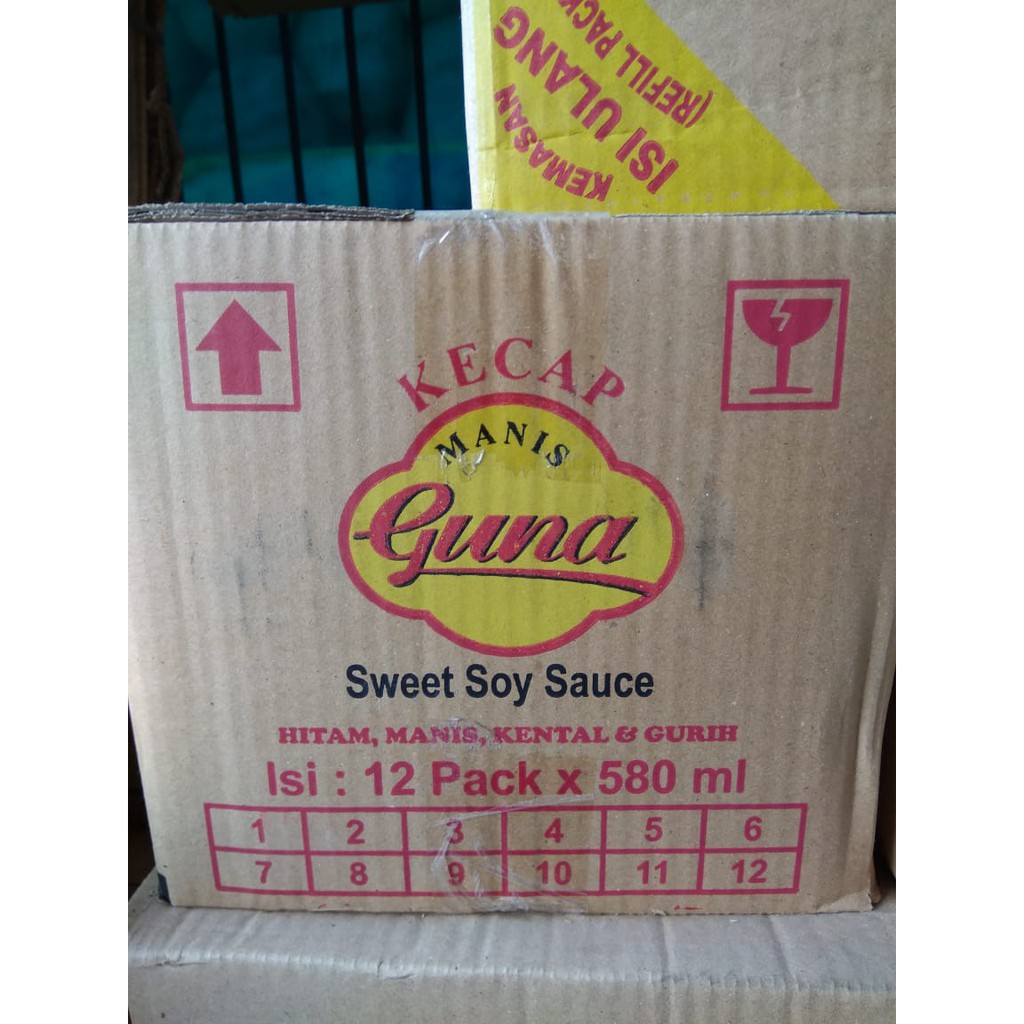 KEMASAN
ISI ULANG
(REFILL PACK
KECAP
MANIS
Guna
Sweet Soy Sauce
HITAM, MANIS, KENTAL & GURIH
Isi : 12 Pack x 580 ml
1 2 3 4 5 6
7 8 9 10 11 12